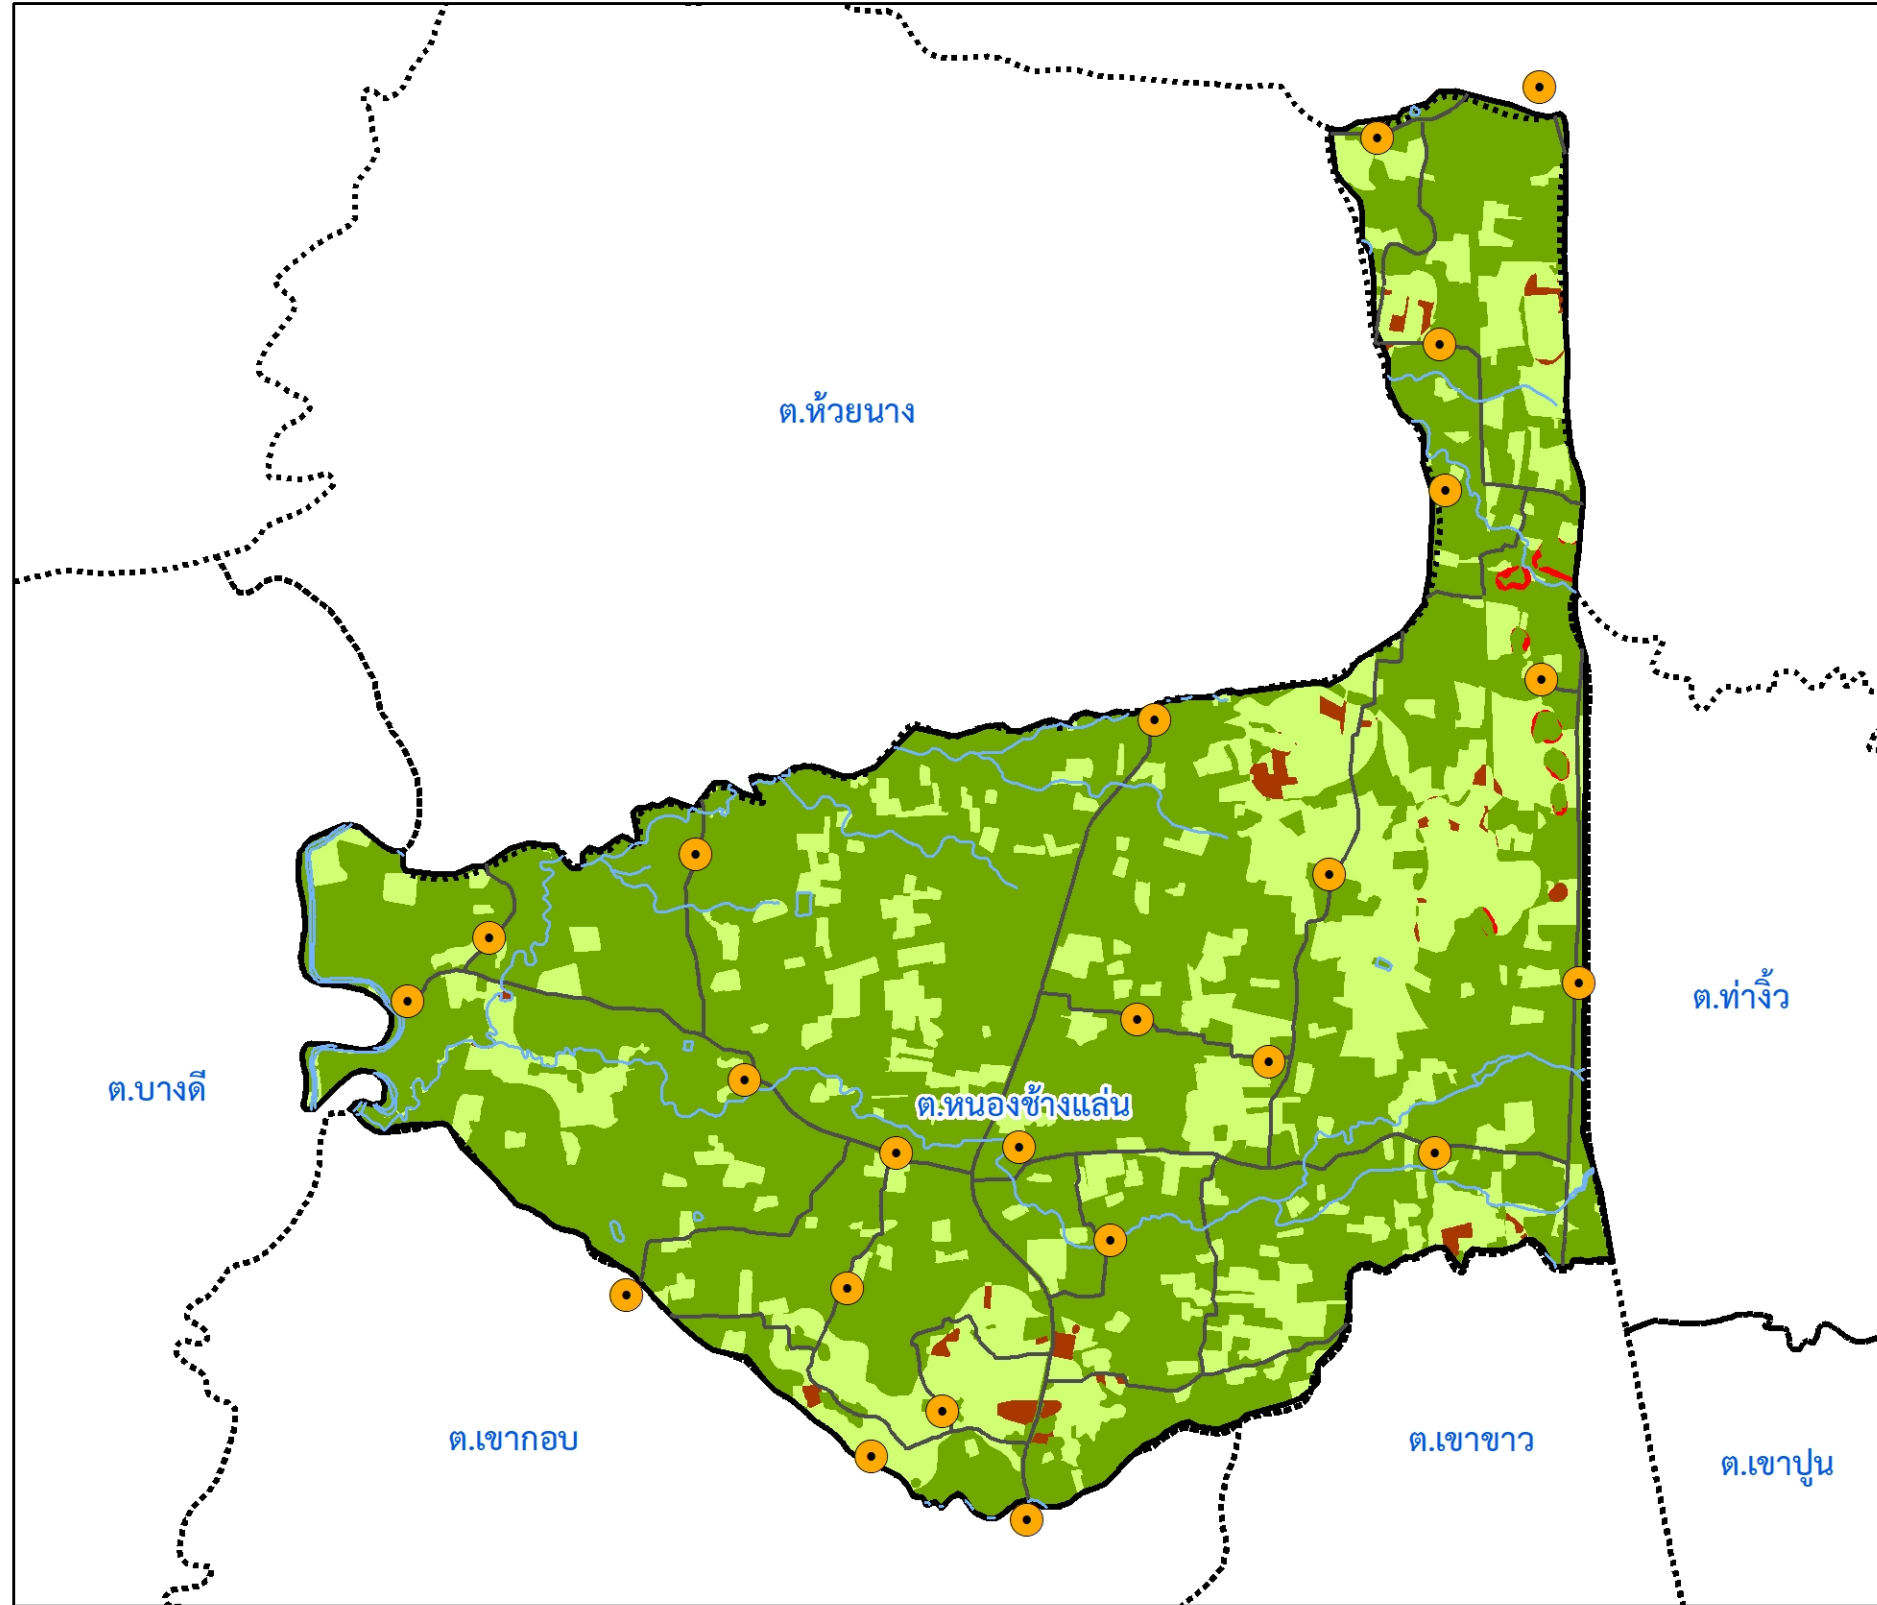 ต.ห้วยนาง
ต.ท่างิ้ว
ต.บางดี
ต.หนองช้างแล่น
ต.เขากอบ
ต.เขาขาว
ต.เขาปูน